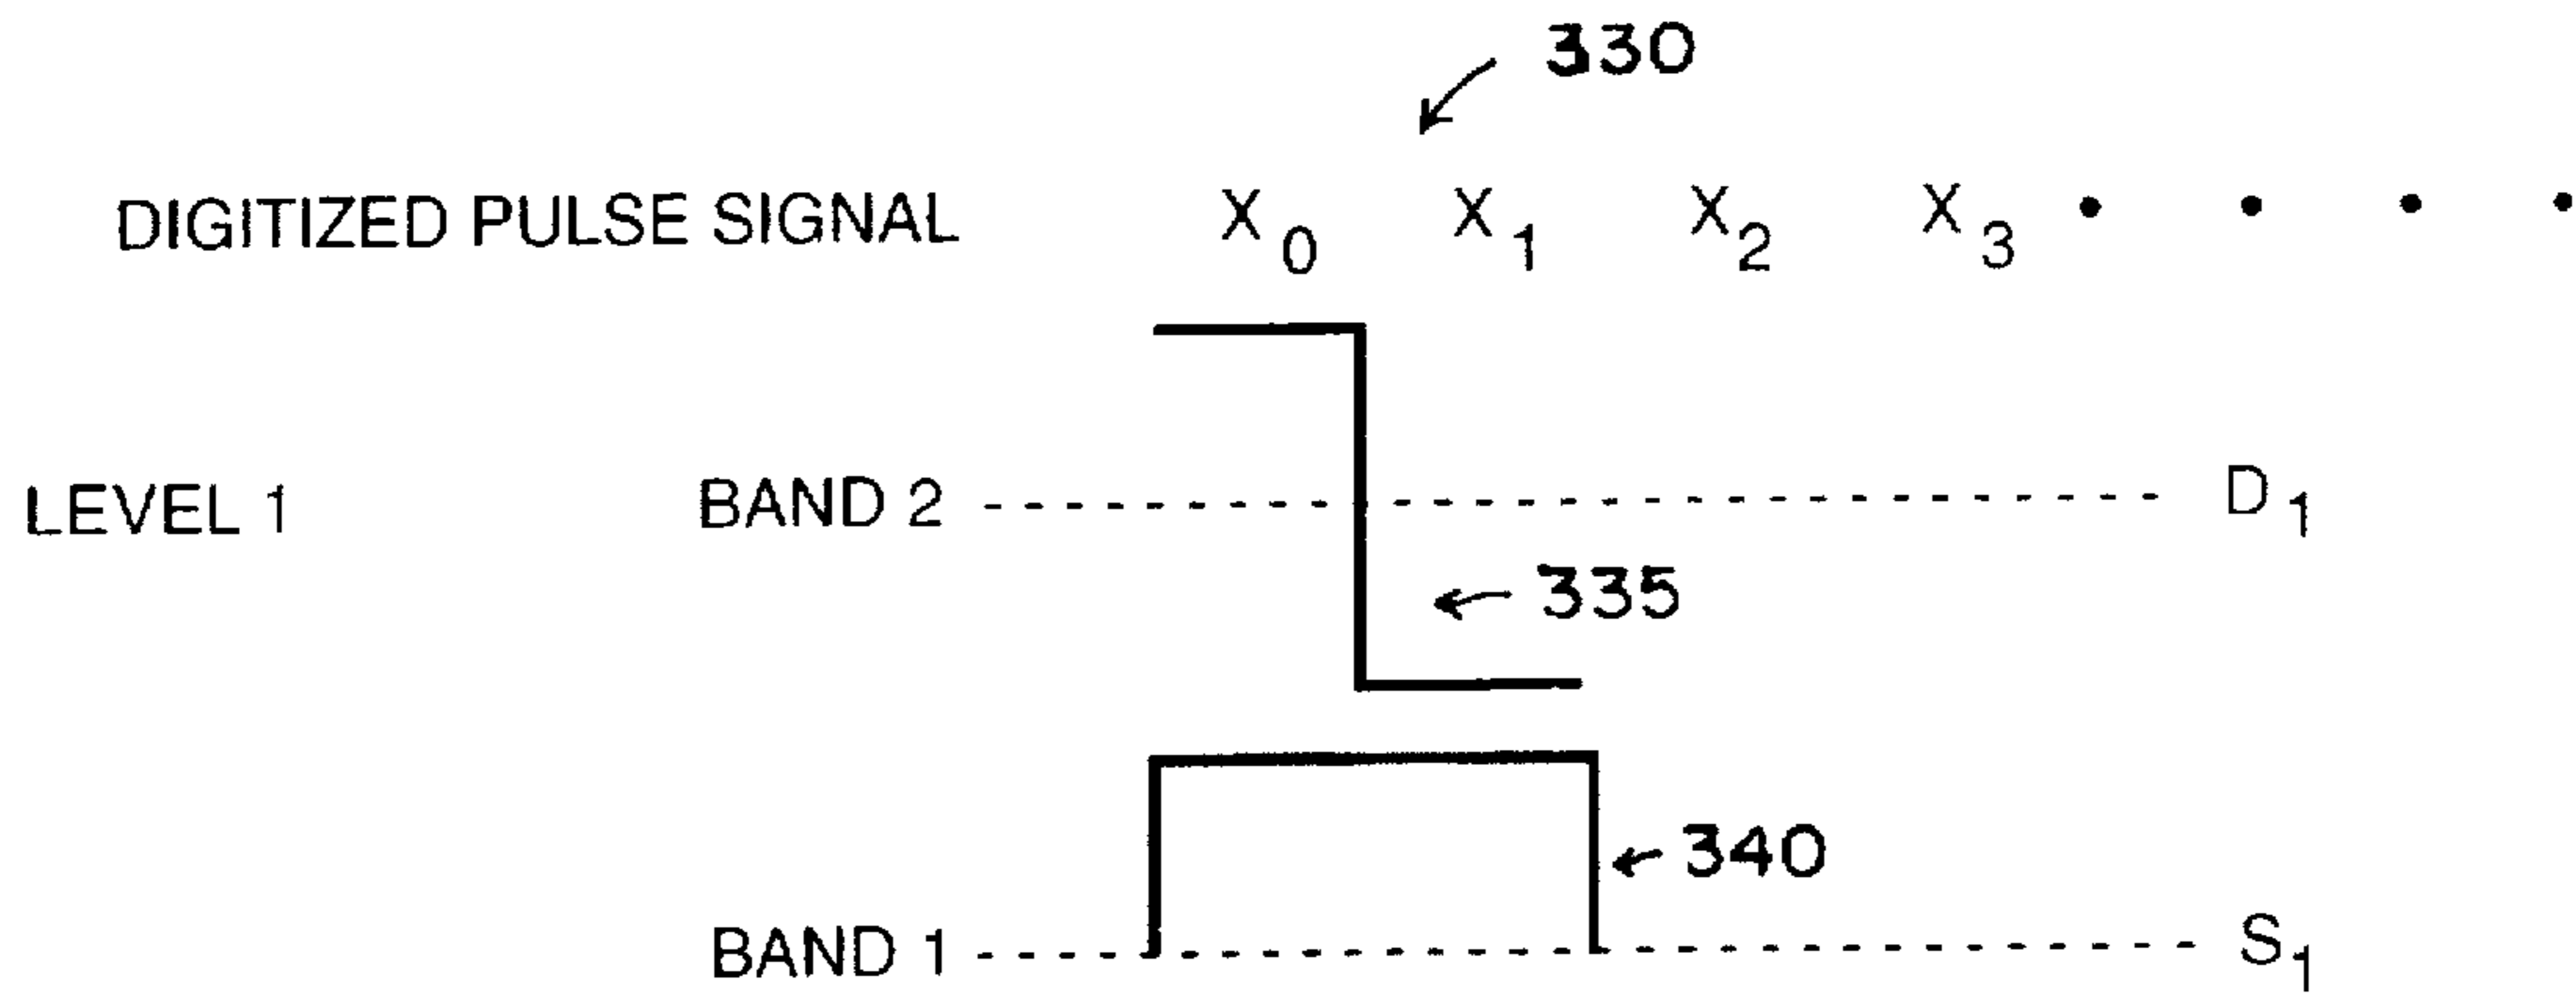 330
DIGITIZED PULSE SIGNAL X0 X1 X2 X3 • • • •
LEVEL 1 BAND 2 D1
335
340
BAND 1 S1